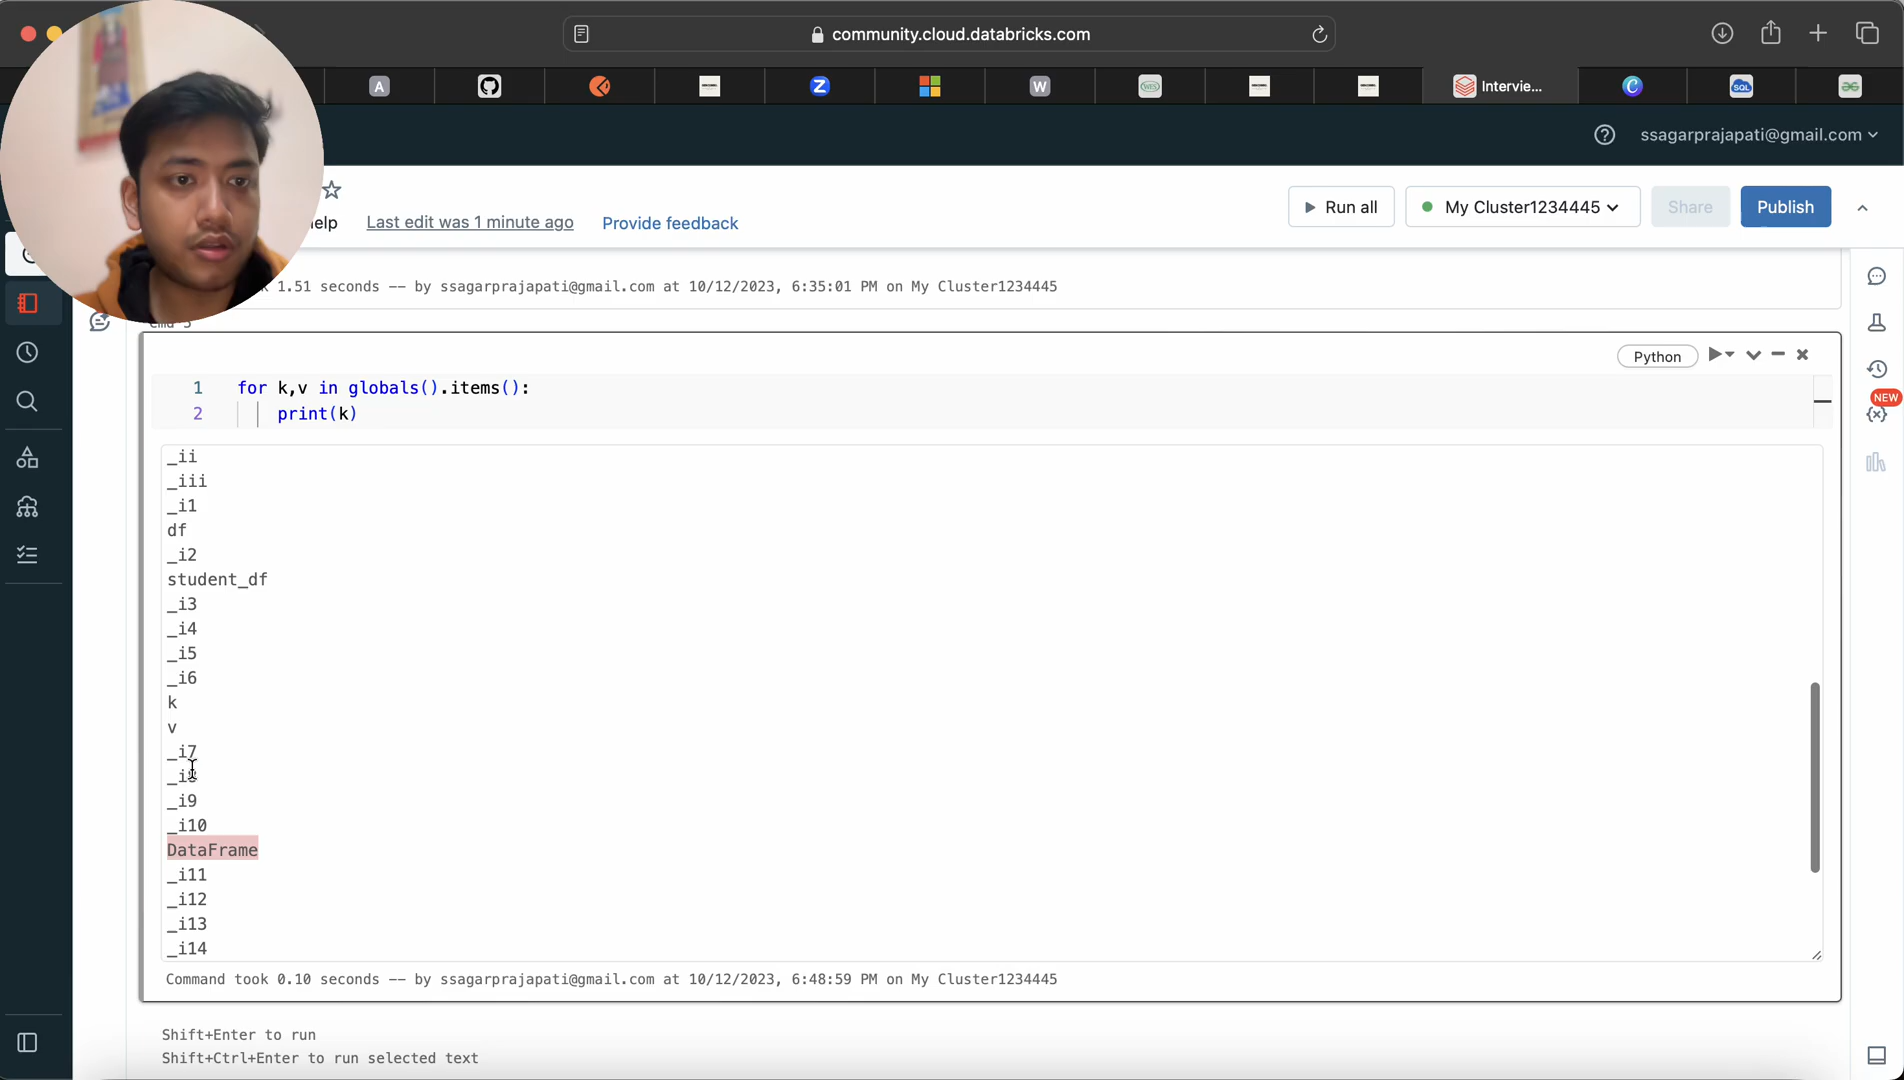 community.cloud.databricks.com
A
Z
W
WES
Intervie...
C
SQL
ssagarprajapati@gmail.com
elp
Last edit was 1 minute ago
Provide feedback
Run all
My Cluster1234445
Share
Publish
1.51 seconds -- by ssagarprajapati@gmail.com at 10/12/2023, 6:35:01 PM on My Cluster1234445
Python
1 for k,v in globals().items():
2 print(k)
NEW
_ii
_iii
_i1
df
_i2
student_df
_i3
_i4
_i5
_i6
k
v
_i7
_i9
_i10
DataFrame
_i11
_i12
_i13
_i14
Command took 0.10 seconds -- by ssagarprajapati@gmail.com at 10/12/2023, 6:48:59 PM on My Cluster1234445
Shift+Enter to run
Shift+Ctrl+Enter to run selected text